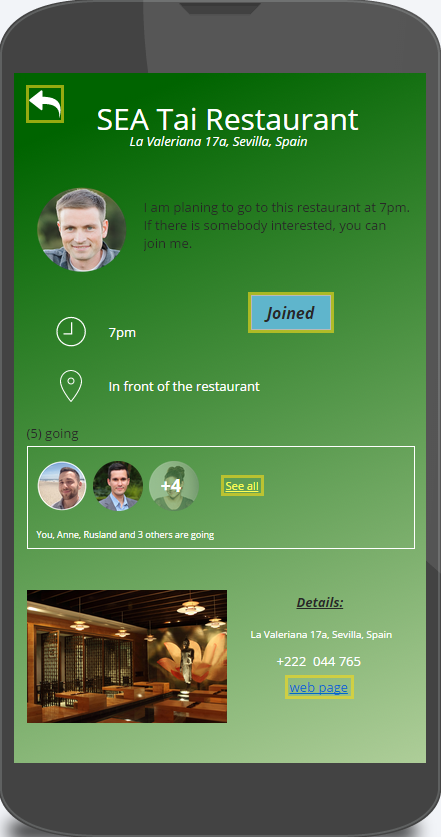 SEA Tai Restaurant
La Valeriana 17a, Sevilla, Spain
I am planing to go to this restaurant at 7pm.
If there is somebody interested, you can
join me.
Joined
7pm
In front of the restaurant
(5) going
+4
See all
You, Anne, Rusland and 3 others are going
Details:
La Valeriana 17a, Sevilla, Spain
+222 044 765
web page